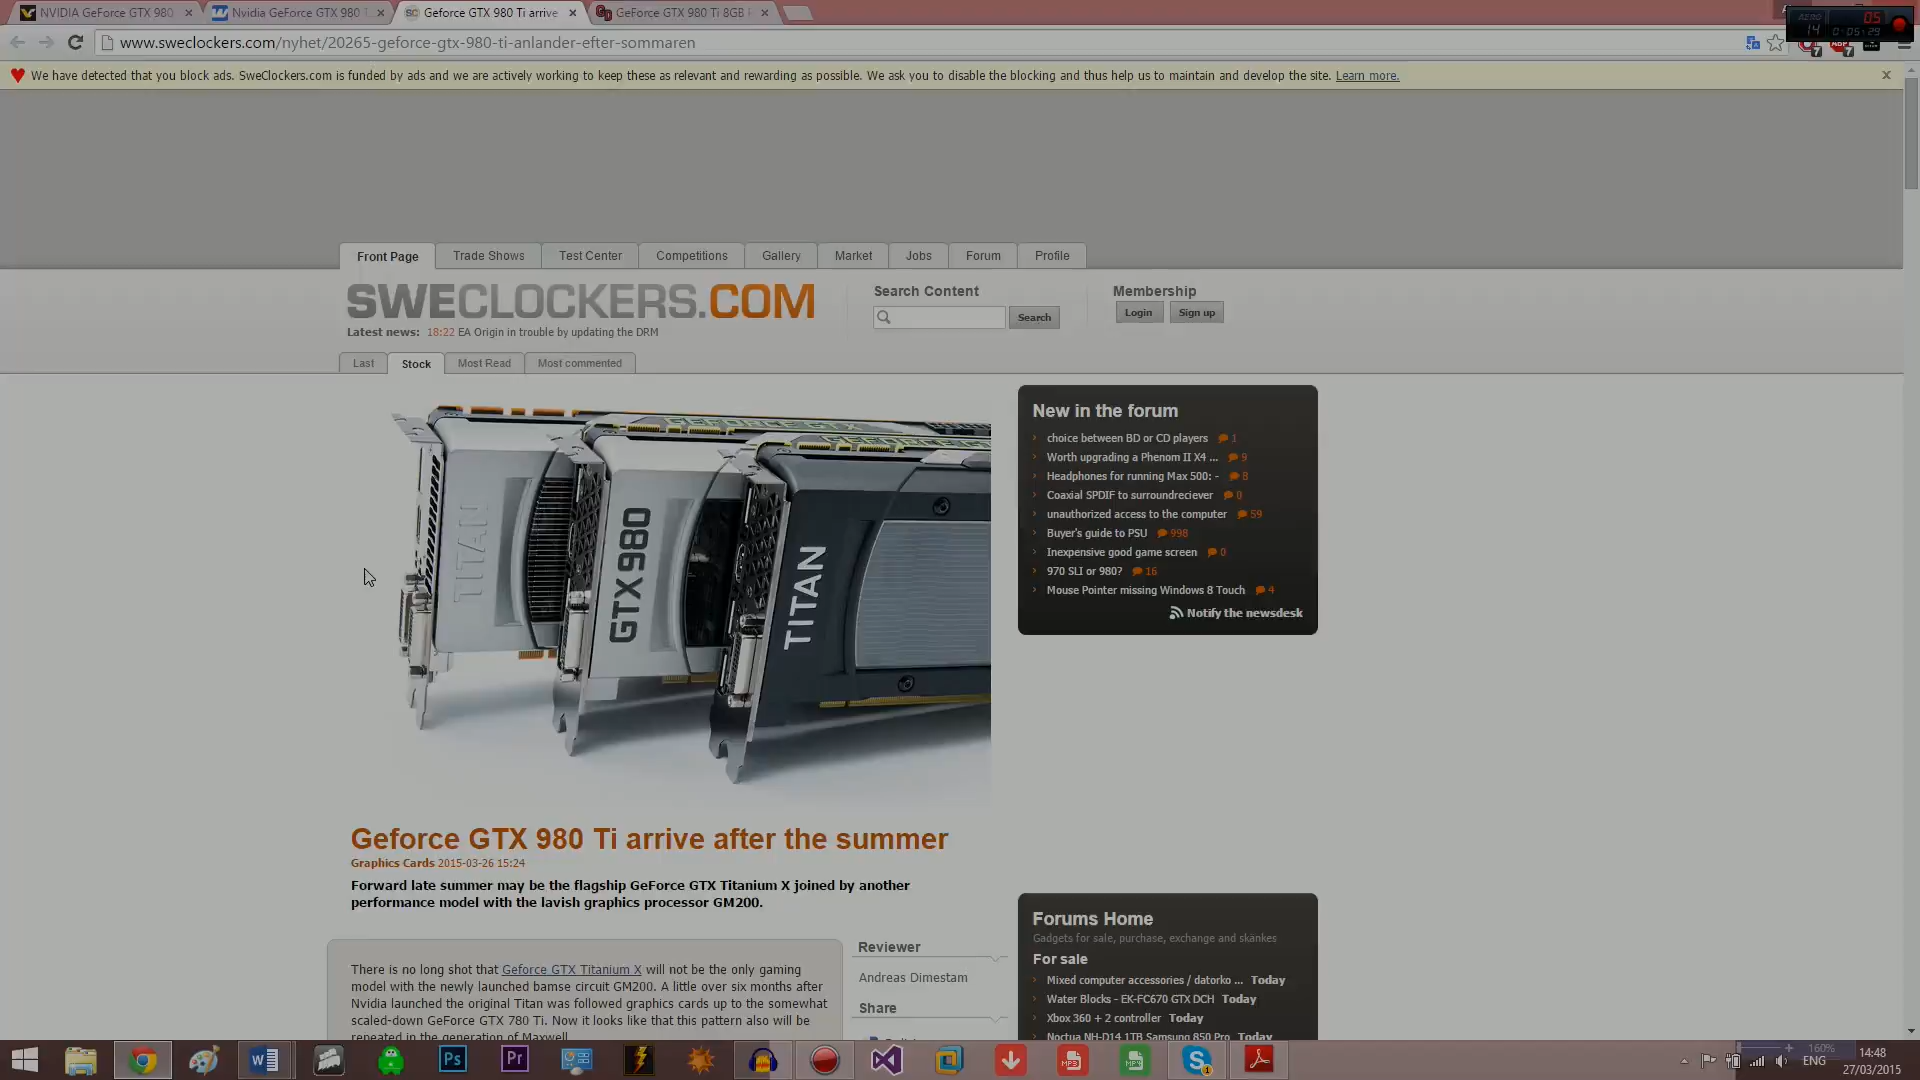 NVIDIA GeForce GTX 980
Nvidia GeForce GTX 980
Geforce GTX 980 Ti arrive
GeForce GTX 980 Ti 8GB
www.sweclockers.com/nyhet/20265-geforce-gtx-980-ti-anlander-efter-sommaren
We have detected that you block ads. SweClockers.com is funded by ads and we are actively working to keep these as relevant and rewarding as possible. We ask you to disable the blocking and thus help us to maintain and develop the site. Learn more.
Front Page Trade Shows Test Center Competitions Gallery Market Jobs Forum Profile
SWECLOCKERS.COM
Latest news: 18:22 EA Origin in trouble by updating the DRM
Search Content
Search
Membership
Login Sign up
Last Stock Most Read Most commented
TITAN
GTX 980
TITAN
GEFORCE GTX
New in the forum
choice between BD or CD players 1
Worth upgrading a Phenom II X4 ... 9
Headphones for running Max 500: - 8
Coaxial SPDIF to surroundreciever 0
unauthorized access to the computer 59
Buyer's guide to PSU 998
Inexpensive good game screen 0
970 SLI or 980? 16
Mouse Pointer missing Windows 8 Touch 4
Notify the newsdesk
Geforce GTX 980 Ti arrive after the summer
Graphics Cards 2015-03-26 15:24
Forward late summer may be the flagship GeForce GTX Titanium X joined by another
performance model with the lavish graphics processor GM200.
There is no long shot that Geforce GTX Titanium X will not be the only gaming
model with the newly launched bamse circuit GM200. A little over six months after
Nvidia launched the original Titan was followed graphics cards up to the somewhat
scaled-down GeForce GTX 780 Ti. Now it looks like that this pattern also will be
repeated in the generation of Maxwell.
Reviewer
Andreas Dimestam
Share
Forums Home
Gadgets for sale, purchase, exchange and skänkes
For sale
Mixed computer accessories / datorko ... Today
Water Blocks - EK-FC670 GTX DCH Today
Xbox 360 + 2 controller Today
Noctua NH-D14 1TB Samsung 850 Pro Today
160%
ENG
14:48
27/03/2015